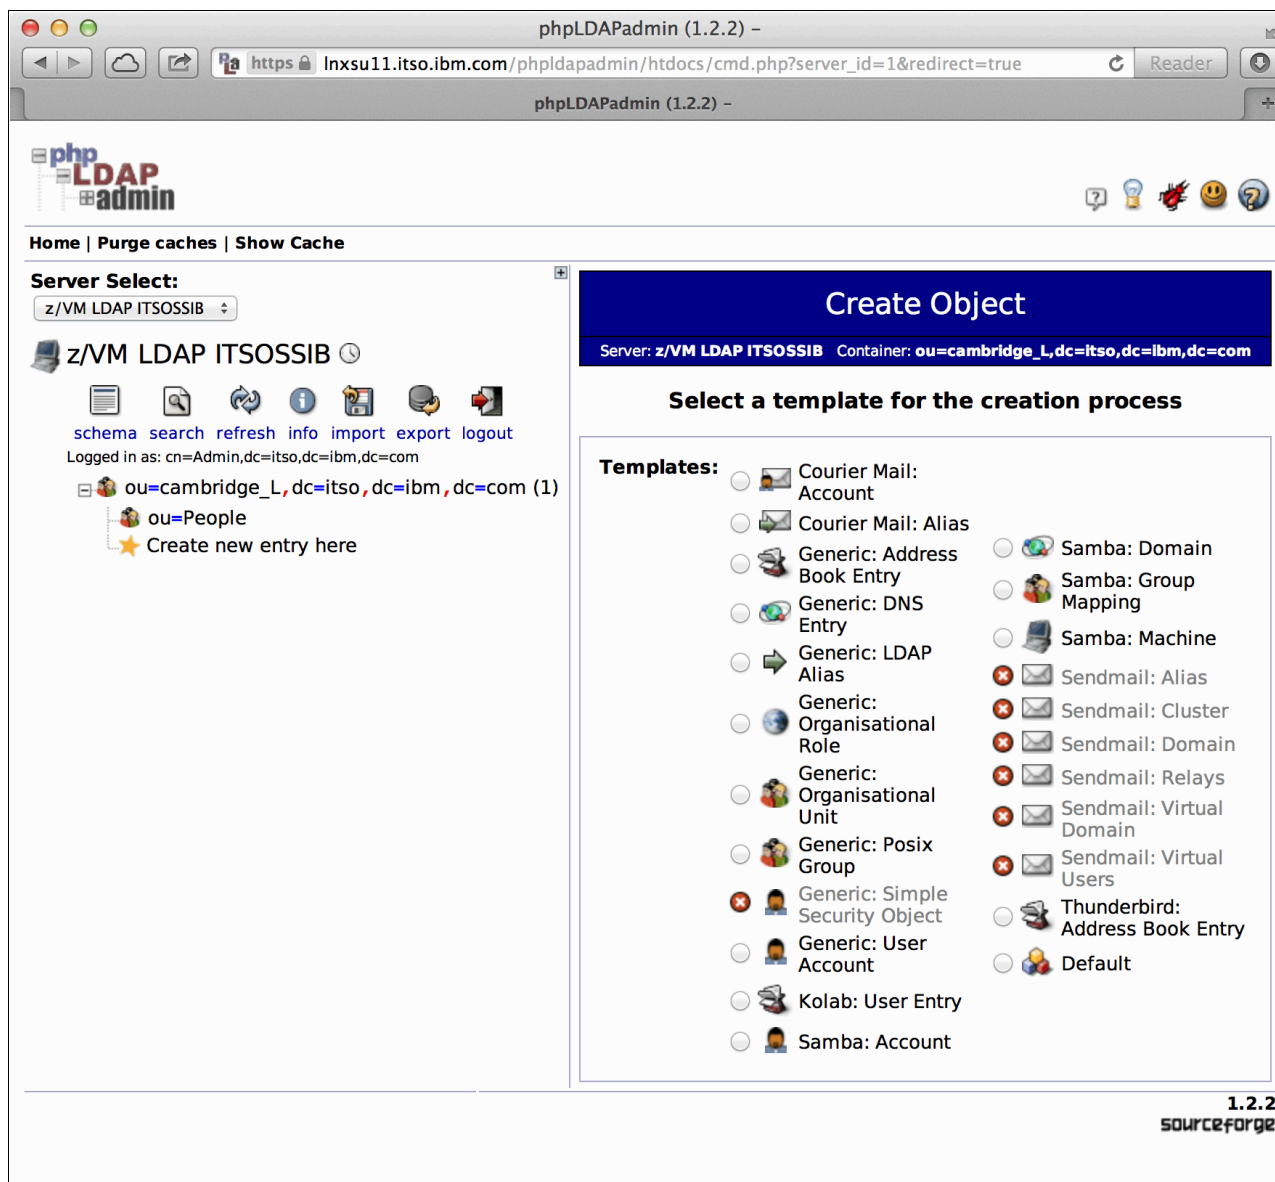 phpLDAPadmin (1.2.2) –
https lnxsu11.itso.ibm.com/phpldapadmin/htdocs/cmd.php?server_id=1&redirect=true
Reader
phpLDAPadmin (1.2.2) –
php
LDAP
admin
Home | Purge caches | Show Cache
Server Select:
z/VM LDAP ITSOSSIB
z/VM LDAP ITSOSSIB
schema search refresh info import export logout
Logged in as: cn=Admin,dc=itso,dc=ibm,dc=com
ou=cambridge_L,dc=itso,dc=ibm,dc=com (1)
ou=People
Create new entry here
Create Object
Server: z/VM LDAP ITSOSSIB Container: ou=cambridge_L,dc=itso,dc=ibm,dc=com
Select a template for the creation process
Templates:
Courier Mail:
Account
Courier Mail: Alias
Generic: Address
Book Entry
Generic: DNS
Entry
Generic: LDAP
Alias
Generic:
Organisational
Role
Generic:
Organisational
Unit
Generic: Posix
Group
Generic: Simple
Security Object
Generic: User
Account
Kolab: User Entry
Samba: Account
Samba: Domain
Samba: Group
Mapping
Samba: Machine
Sendmail: Alias
Sendmail: Cluster
Sendmail: Domain
Sendmail: Relays
Sendmail: Virtual
Domain
Sendmail: Virtual
Users
Thunderbird:
Address Book Entry
Default
1.2.2
sourceforge